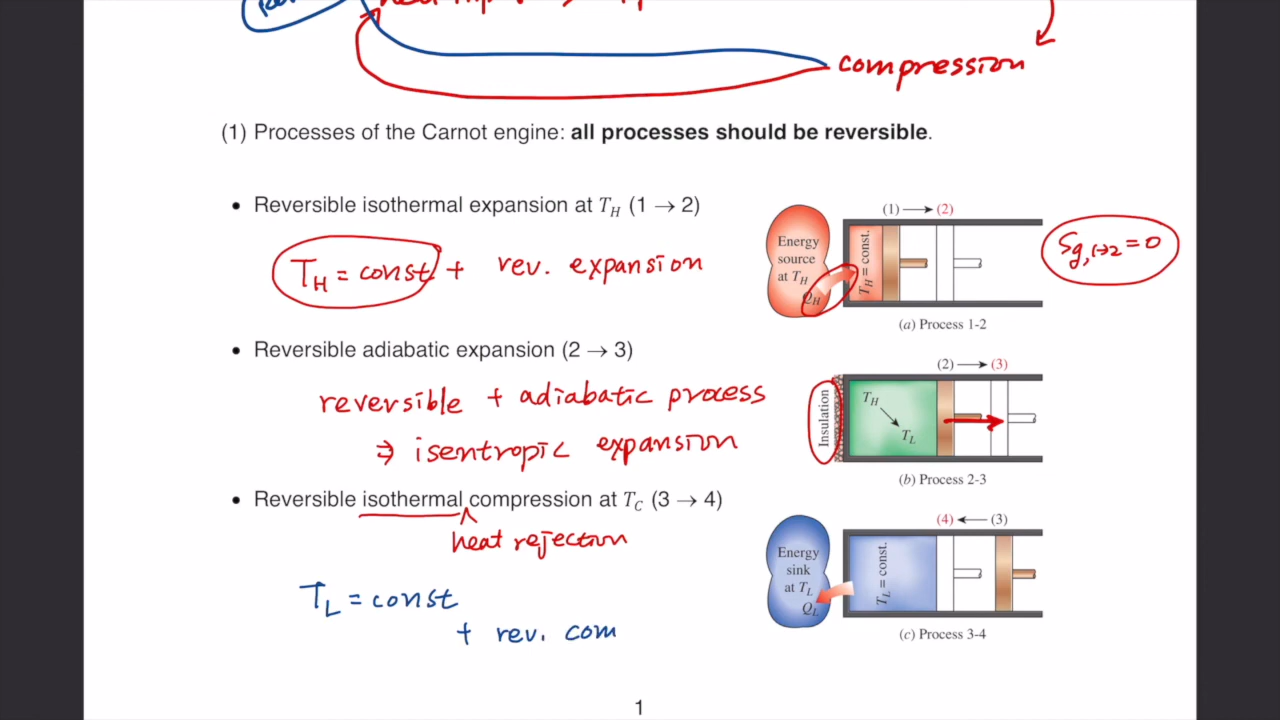 compression
(1) Processes of the Carnot engine: all processes should be reversible.
• Reversible isothermal expansion at T_H (1 → 2)
T_H = const + rev. expansion
(1) → (2)
Energy
source
at T_H
Q_H
T_H = const.
S_g,1→2 = 0
(a) Process 1-2
• Reversible adiabatic expansion (2 → 3)
reversible + adiabatic process
⇒ isentropic expansion
(2) → (3)
Insulation
T_H
T_L
(b) Process 2-3
• Reversible isothermal compression at T_C (3 → 4)
heat rejection
T_L = const
+ rev. com
(4) ← (3)
Energy
sink
at T_L
Q_L
T_L = const.
(c) Process 3-4
1